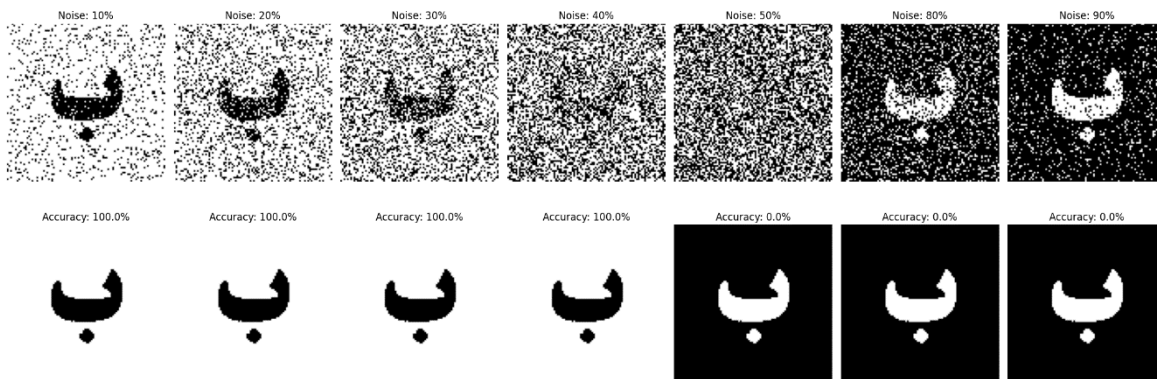 Noise: 10% Noise: 20% Noise: 30% Noise: 40% Noise: 50% Noise: 80% Noise: 90%
ب ب ب ب ب ب
Accuracy: 100.0% Accuracy: 100.0% Accuracy: 100.0% Accuracy: 100.0% Accuracy: 0.0% Accuracy: 0.0% Accuracy: 0.0%
ب ب ب ب ب ب ب